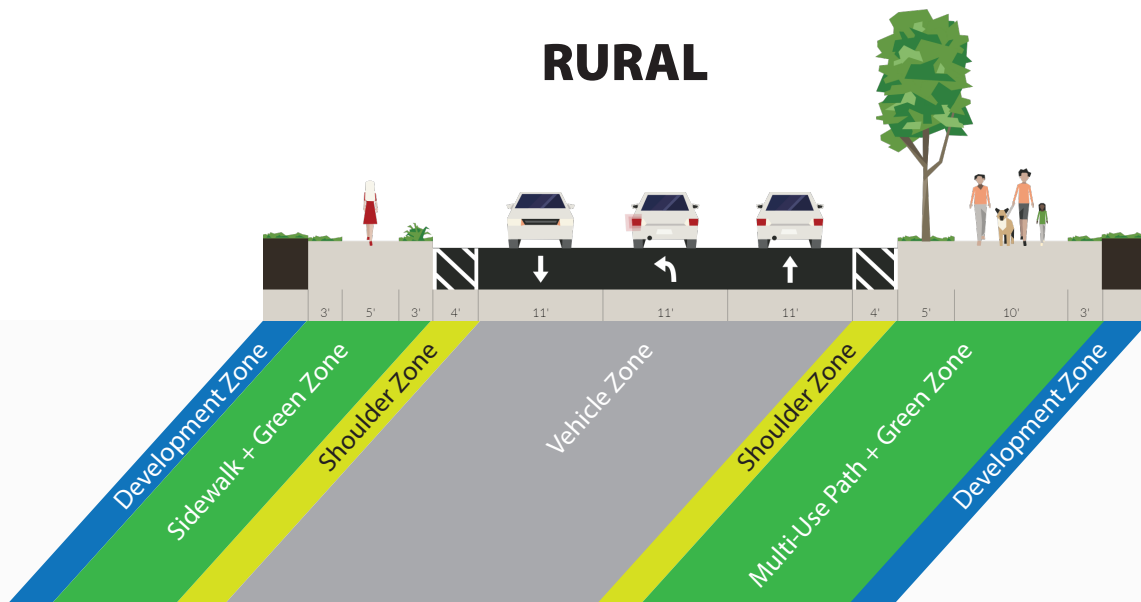 RURAL
3' 5' 3' 4' 11' 11' 11' 4' 5' 10' 3'
Development Zone
Sidewalk + Green Zone
Shoulder Zone
Vehicle Zone
Shoulder Zone
Multi-Use Path + Green Zone
Development Zone